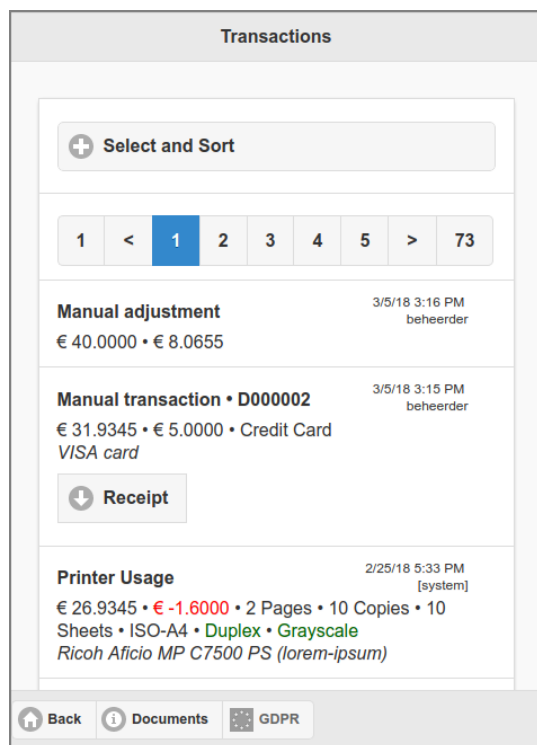 Transactions
Select and Sort
1 < 1 2 3 4 5 > 73
Manual adjustment
3/5/18 3:16 PM
beheerder
€ 40.0000 • € 8.0655
Manual transaction • D000002
3/5/18 3:15 PM
beheerder
€ 31.9345 • € 5.0000 • Credit Card
VISA card
Receipt
Printer Usage
2/25/18 5:33 PM
[system]
€ 26.9345 • € -1.6000 • 2 Pages • 10 Copies • 10
Sheets • ISO-A4 • Duplex • Grayscale
Ricoh Aficio MP C7500 PS (lorem-ipsum)
Back Documents GDPR